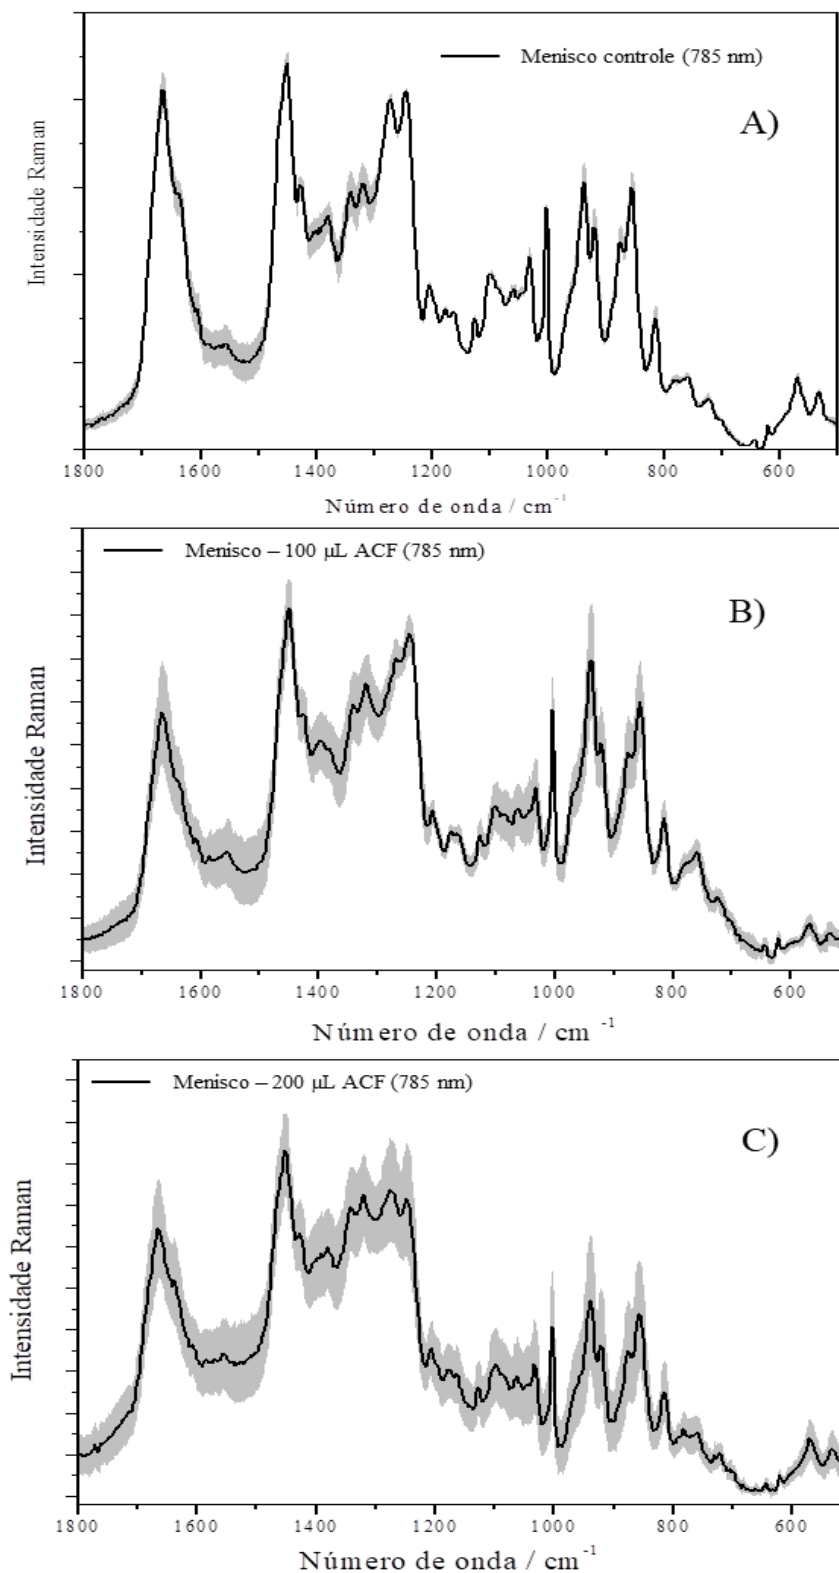 Menisco controle (785 nm)
A)
Intensidade Raman
1800 1600 1400 1200 1000 800 600
Número de onda / cm⁻¹
Menisco – 100 µL ACF (785 nm)
B)
Intensidade Raman
1800 1600 1400 1200 1000 800 600
Número de onda / cm ⁻¹
Menisco – 200 µL ACF (785 nm)
C)
Intensidade Raman
1800 1600 1400 1200 1000 800 600
Número de onda / cm⁻¹